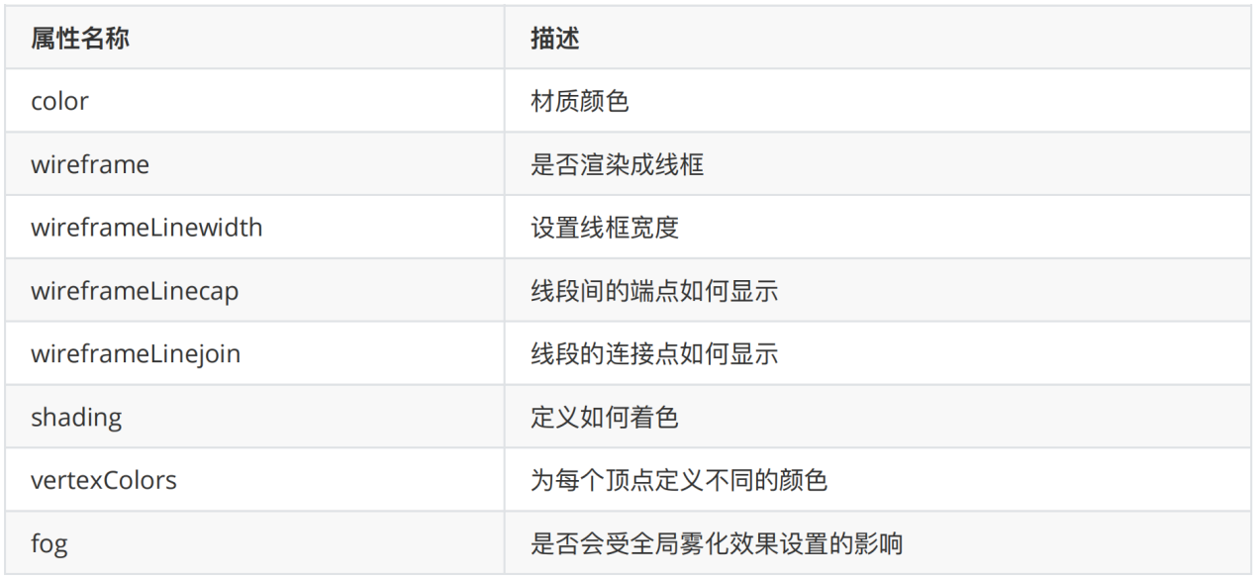 属性名称 描述
color 材质颜色
wireframe 是否渲染成线框
wireframeLinewidth 设置线框宽度
wireframeLinecap 线段间的端点如何显示
wireframeLinejoin 线段的连接点如何显示
shading 定义如何着色
vertexColors 为每个顶点定义不同的颜色
fog 是否会受全局雾化效果设置的影响